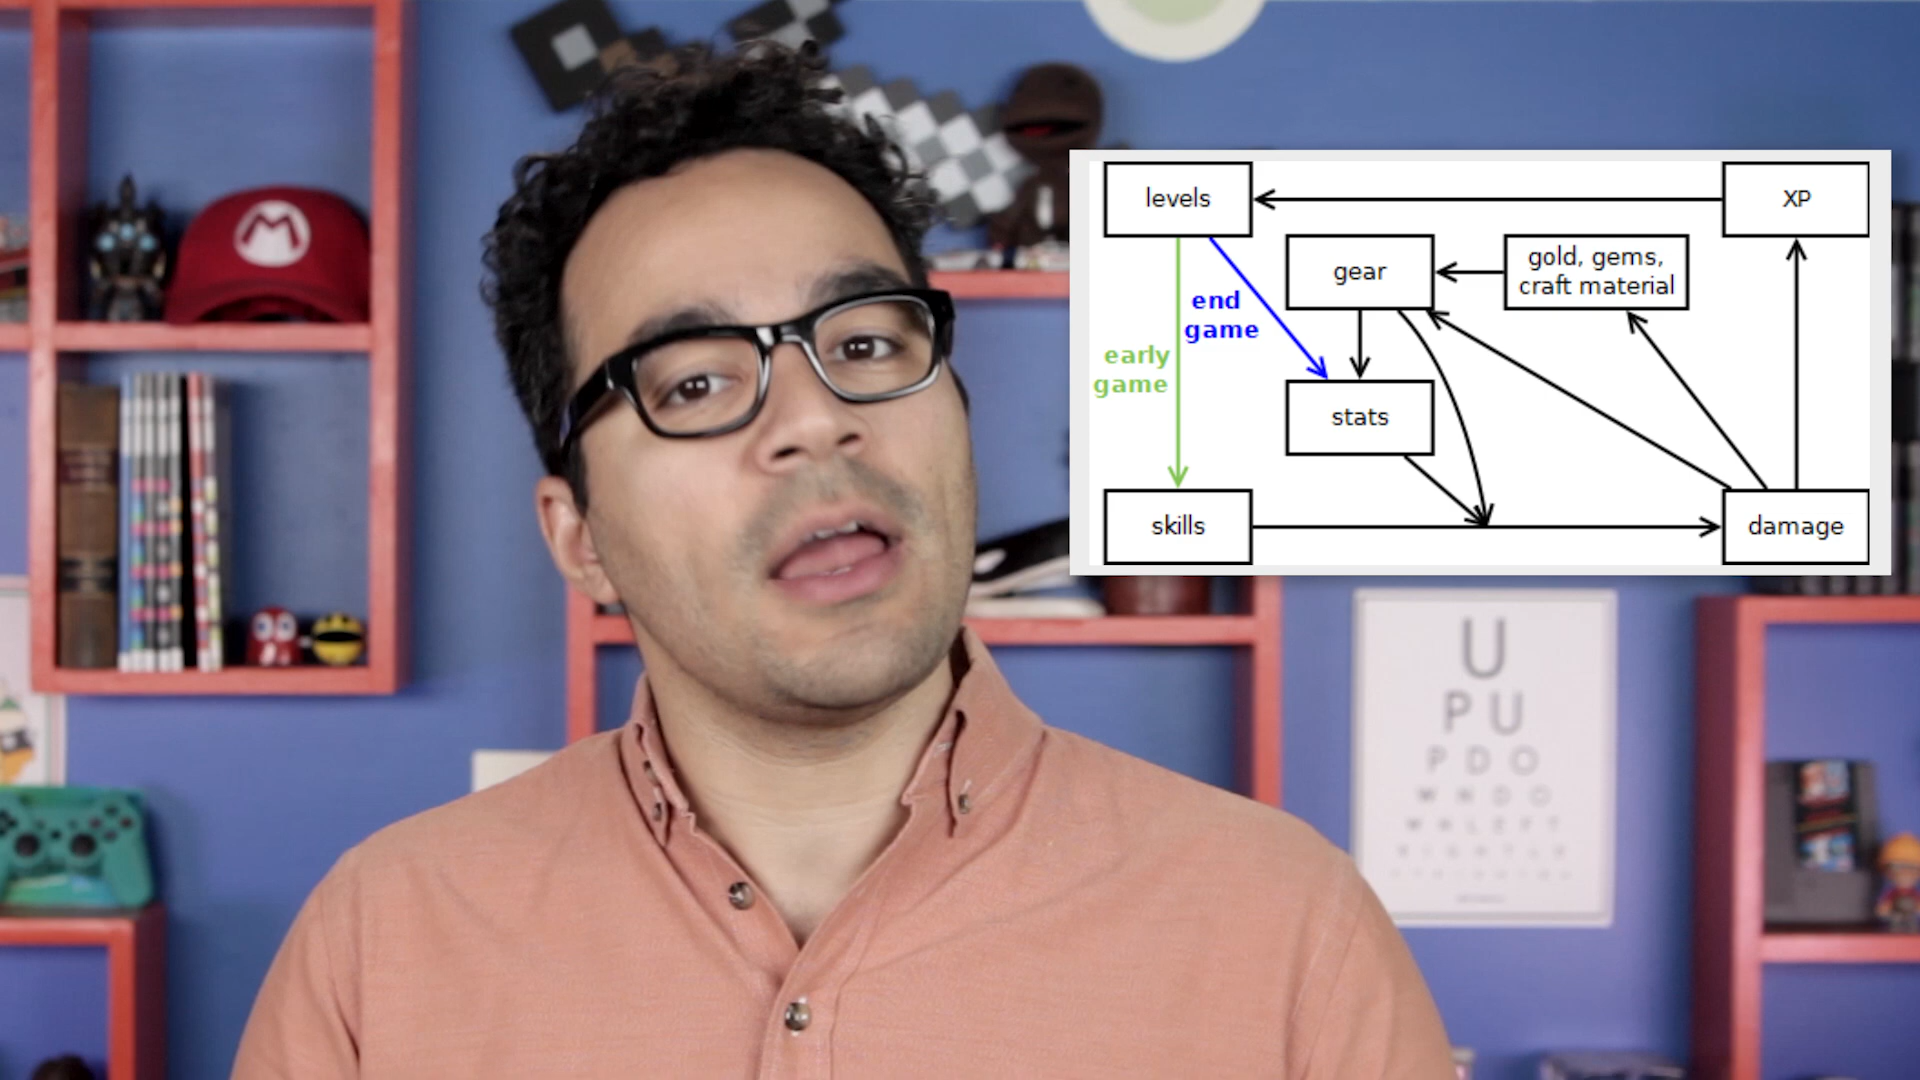 levels
XP
gear
gold, gems,
craft material
end
game
early
game
stats
skills
damage
M
U
P U
P D O